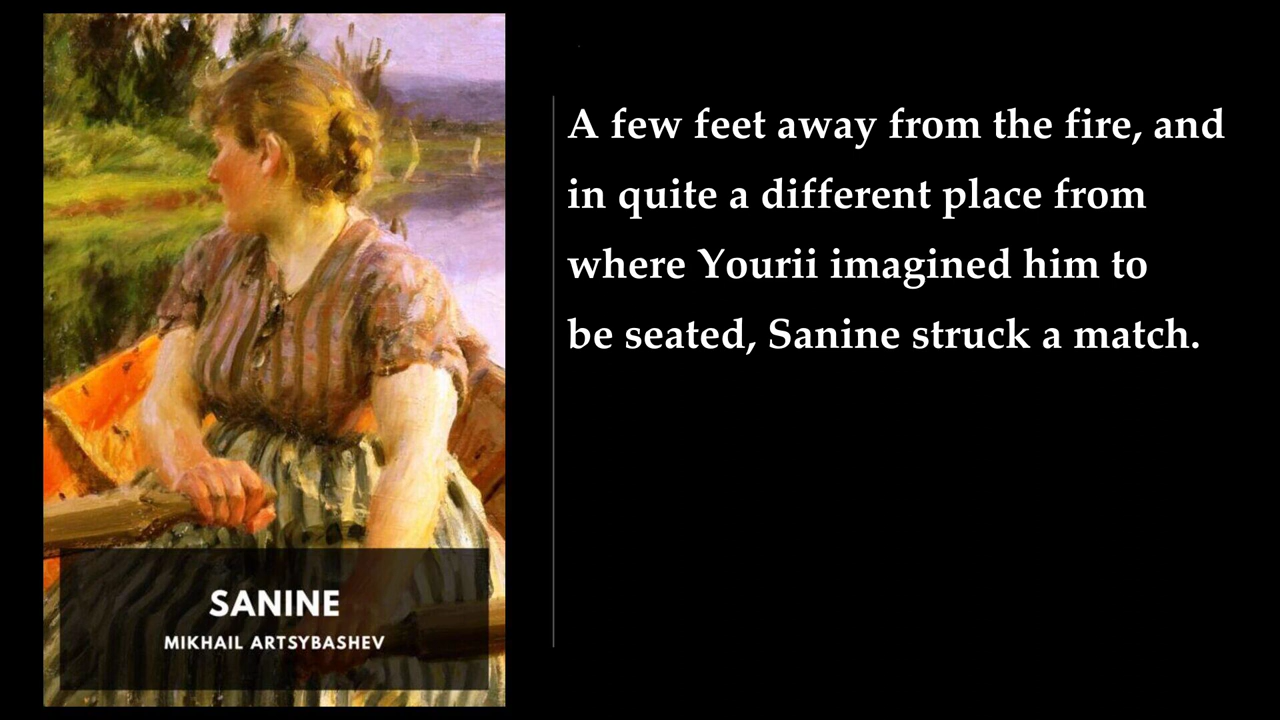 A few feet away from the fire, and
in quite a different place from
where Yourii imagined him to
be seated, Sanine struck a match.
SANINE
MIKHAIL ARTSYBASHEV